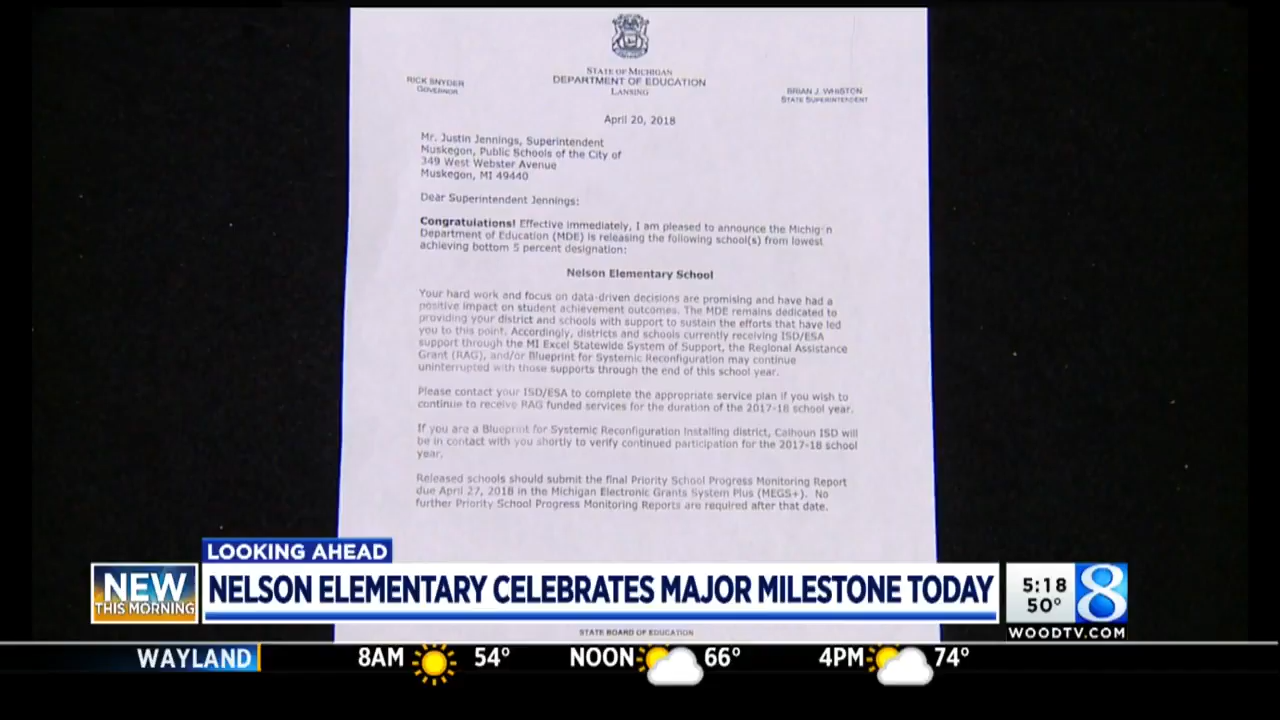 STATE OF MICHIGAN
RICK SNYDER
GOVERNOR
DEPARTMENT OF EDUCATION
LANSING
BRIAN J. WHISTON
STATE SUPERINTENDENT
April 20, 2018
Mr. Justin Jennings, Superintendent
Muskegon, Public Schools of the City of
349 West Webster Avenue
Muskegon, MI 49440
Dear Superintendent Jennings:
Congratulations! Effective immediately, I am pleased to announce the Michig n
Department of Education (MDE) is releasing the following school(s) from lowest
achieving bottom 5 percent designation:
Nelson Elementary School
Your hard work and focus on data-driven decisions are promising and have had a
positive impact on student achievement outcomes. The MDE remains dedicated to
providing your district and schools with support to sustain the efforts that have led
you to this point. Accordingly, districts and schools currently receiving ISD/ESA
support through the MI Excel Statewide System of Support, the Regional Assistance
Grant (RAG), and/or Blueprint for Systemic Reconfiguration may continue
uninterrupted with those supports through the end of this school year.
Please contact your ISD/ESA to complete the appropriate service plan if you wish to
continue to receive RAG funded services for the duration of the 2017-18 school year.
If you are a Blueprint for Systemic Reconfiguration Installing district, Calhoun ISD will
be in contact with you shortly to verify continued participation for the 2017-18 school
year.
Released schools should submit the final Priority School Progress Monitoring Report
due April 27, 2018 in the Michigan Electronic Grants System Plus (MEGS+). No
further Priority School Progress Monitoring Reports are required after that date.
LOOKING AHEAD
NEW
THIS MORNING
NELSON ELEMENTARY CELEBRATES MAJOR MILESTONE TODAY
5:18
50°
8
WOODTV.COM
STATE BOARD OF EDUCATION
WAYLAND 8AM 54° NOON 66° 4PM 74°